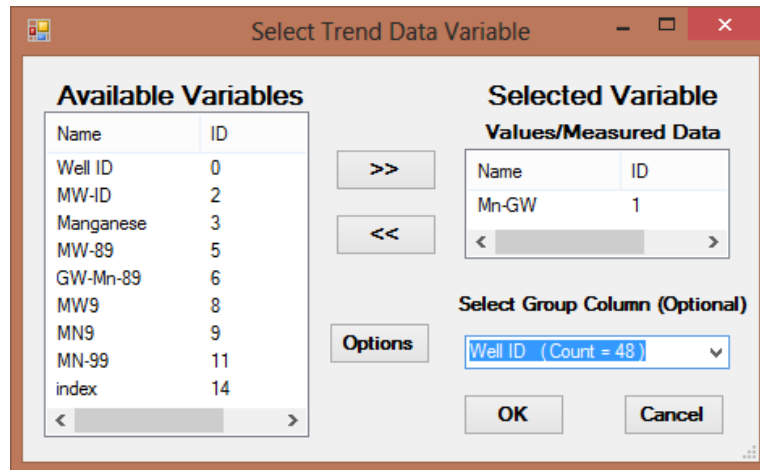 Select Trend Data Variable
Available Variables
Name ID
Well ID 0
MW-ID 2
Manganese 3
MW-89 5
GW-Mn-89 6
MW9 8
MN9 9
MN-99 11
index 14
>>
<<
Options
Selected Variable
Values/Measured Data
Name ID
Mn-GW 1
Select Group Column (Optional)
Well ID ( Count = 48 )
OK Cancel